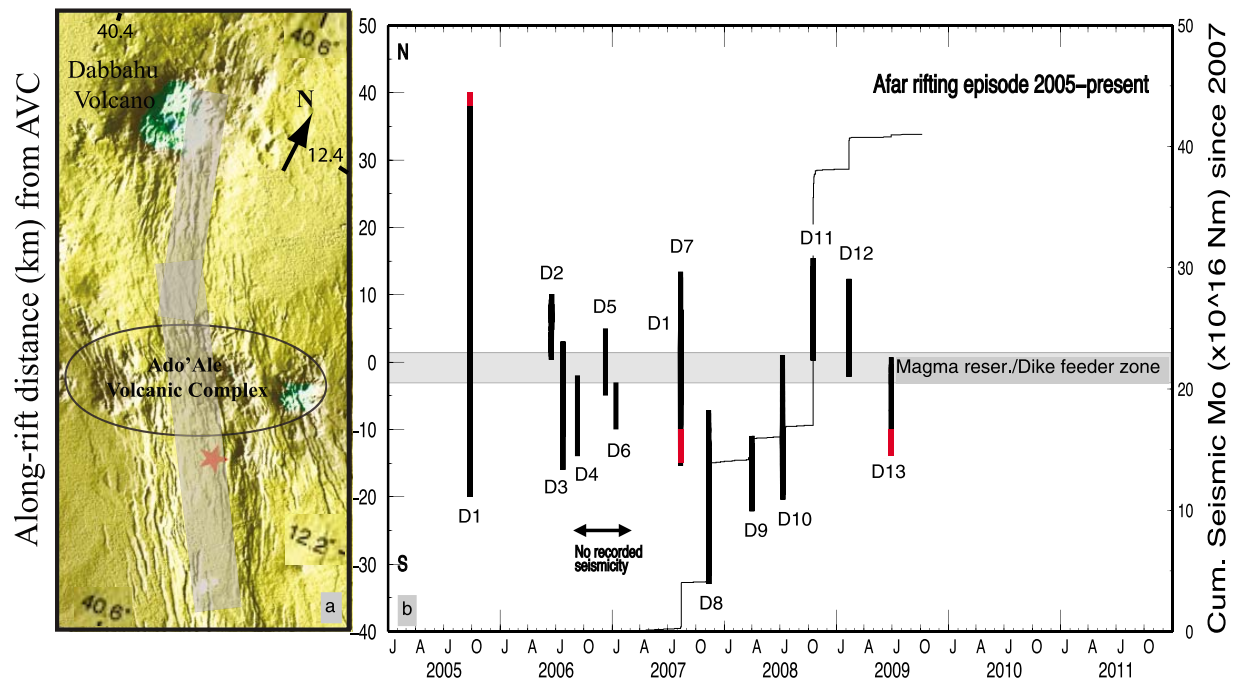 Along-rift distance (km) from AVC
40.4
40.6°
Dabbahu
Volcano
N
12.4
Ado'Ale
Volcanic Complex
12.2°
40.6°
a
50
40
30
20
10
0
-10
-20
-30
-40
N
Afar rifting episode 2005–present
D1
D2
D3
D4
D5
D6
D7
D1
D8
D9
D10
D11
D12
D13
Magma reser./Dike feeder zone
No recorded
seismicity
S
b
50
40
30
20
10
0
Cum. Seismic Mo (x10^16 Nm) since 2007
J A J O J A J O J A J O J A J O J A J O J A J O J A J O
2005 2006 2007 2008 2009 2010 2011